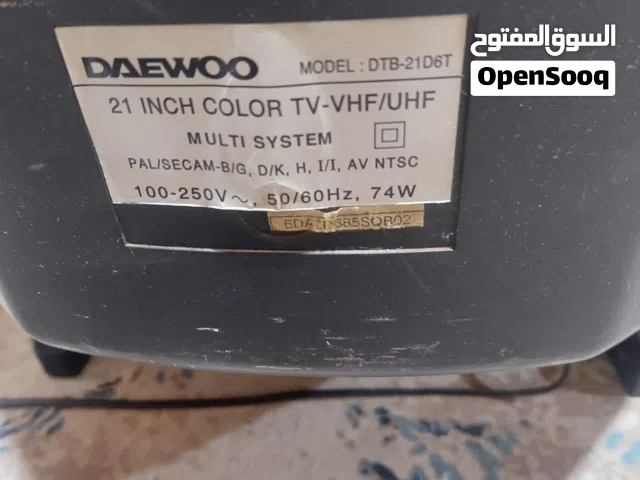 السوق المفتوح
OpenSooq
DAEWOO MODEL : DTB-21D6T
21 INCH COLOR TV-VHF/UHF
MULTI SYSTEM
PAL/SECAM-B/G, D/K, H, I/I, AV NTSC
100-250V~, 50/60Hz, 74W